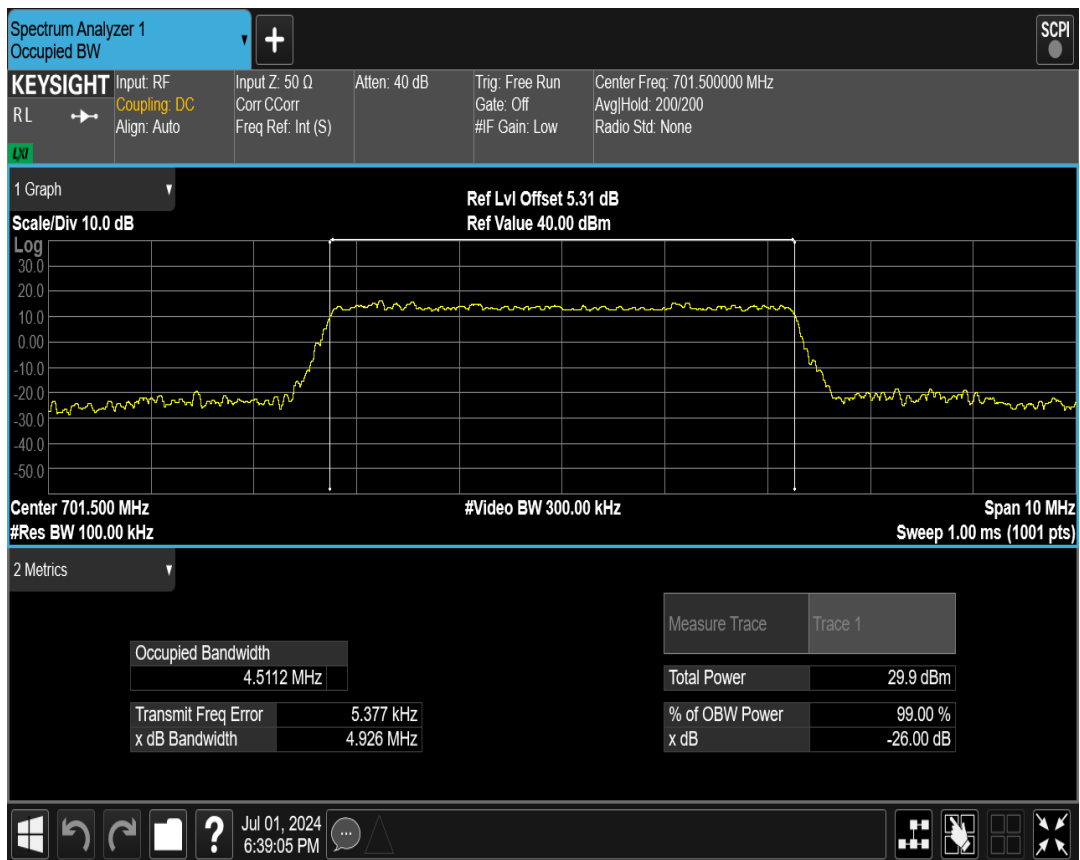 Spectrum Analyzer 1
Occupied BW
+
SCPI
KEYSIGHT
RL
LXI
Input: RF
Coupling: DC
Align: Auto
Input Z: 50 Ω
Corr CCorr
Freq Ref: Int (S)
Atten: 40 dB
Trig: Free Run
Gate: Off
#IF Gain: Low
Center Freq: 701.500000 MHz
Avg|Hold: 200/200
Radio Std: None
1 Graph
Scale/Div 10.0 dB
Ref Lvl Offset 5.31 dB
Ref Value 40.00 dBm
Log
30.0
20.0
10.0
0.00
-10.0
-20.0
-30.0
-40.0
-50.0
Center 701.500 MHz
#Video BW 300.00 kHz
Span 10 MHz
#Res BW 100.00 kHz
Sweep 1.00 ms (1001 pts)
2 Metrics
Measure Trace Trace 1
Occupied Bandwidth
4.5112 MHz
Total Power 29.9 dBm
Transmit Freq Error 5.377 kHz
% of OBW Power 99.00 %
x dB Bandwidth 4.926 MHz
x dB -26.00 dB
?
Jul 01, 2024
6:39:05 PM